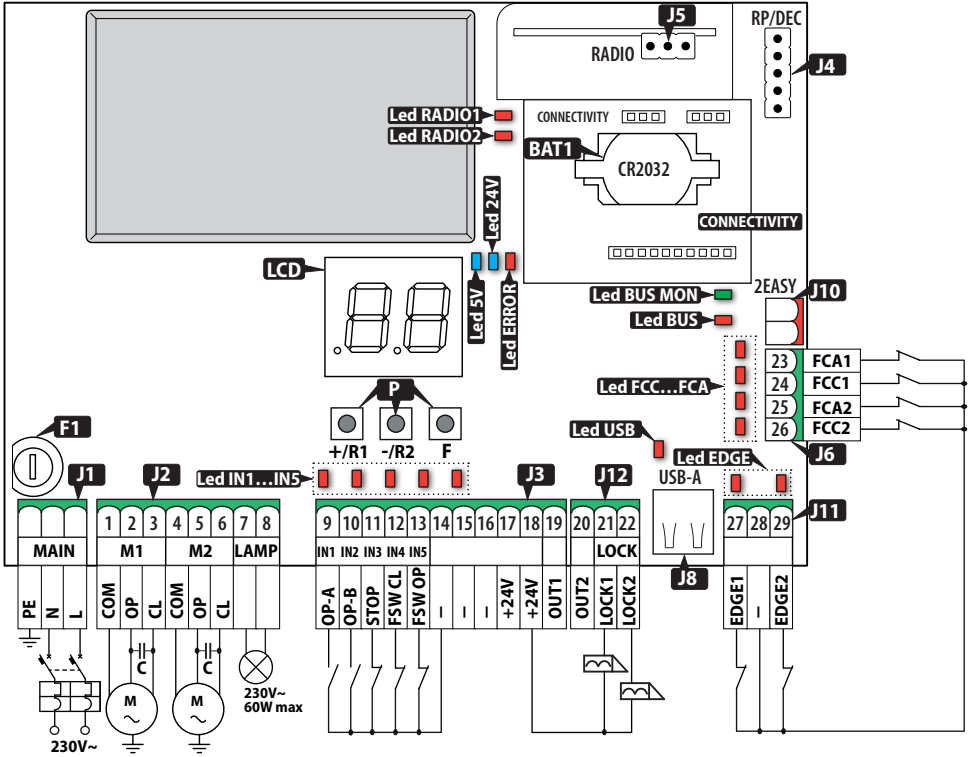 J5
RP/DEC
RADIO
J4
Led RADIO1
Led RADIO2
CONNECTIVITY
BAT1
CR2032
CONNECTIVITY
Led 24V
LCD
Led 5V
Led ERROR
2EASY
J10
Led BUS MON
Led BUS
23 FCA1
24 FCC1
25 FCA2
26 FCC2
Led FCC...FCA
P
F1
+/R1 -/R2 F
Led USB
J6
Led EDGE
J1 J2 Led IN1...IN5 J3 J12 USB-A
J11
1 2 3 4 5 6 7 8 9 10 11 12 13 14 15 16 17 18 19 20 21 22 27 28 29
MAIN M1 M2 LAMP IN1 IN2 IN3 IN4 IN5 LOCK
J8
PE N L COM OP CL COM OP CL OP-A OP-B STOP FSW CL FSW OP – – – +24V +24V OUT1 OUT2 LOCK1 LOCK2 EDGE1 – EDGE2
C C
M M
~ ~
230V~
60W max
230V~